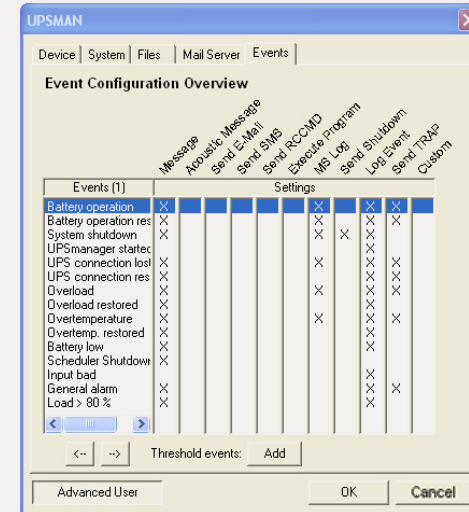 UPSMAN
Device System Files Mail Server Events
Event Configuration Overview
Message Acoustic Message Send E-Mail Send SMS Send RCCMD Execute Program MS Log Send Shutdown Log Event Send TRAP Custom
Events (1) Settings
Battery operation X X X X
Battery operation res X X X X
System shutdown X X X X
UPSmanager started X
UPS connection lost X X X X
UPS connection res X X X
Overload X X X X
Overload restored X X
Overtemperature X X X X
Overtemp. restored X X
Battery low X X
Scheduler Shutdown
Input bad X
General alarm X X X
Load > 80 % X X
<-- --> Threshold events: Add
Advanced User OK Cancel